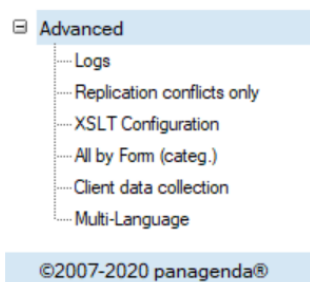 Advanced
Logs
Replication conflicts only
XSLT Configuration
All by Form (categ.)
Client data collection
Multi-Language
©2007-2020 panagenda®